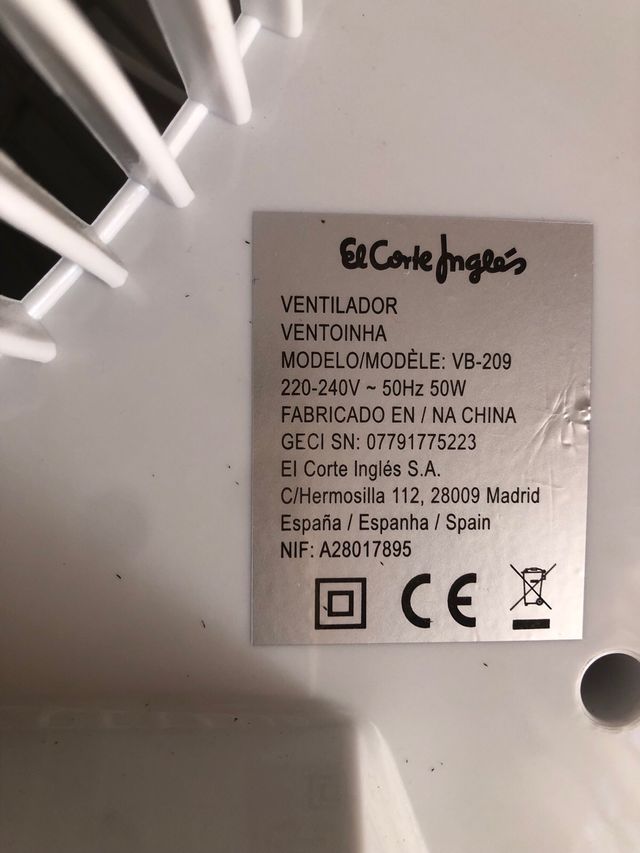 El Corte Inglés
VENTILADOR
VENTOINHA
MODELO/MODÈLE: VB-209
220-240V ~ 50Hz 50W
FABRICADO EN / NA CHINA
GECI SN: 07791775223
El Corte Inglés S.A.
C/Hermosilla 112, 28009 Madrid
España / Espanha / Spain
NIF: A28017895
CE